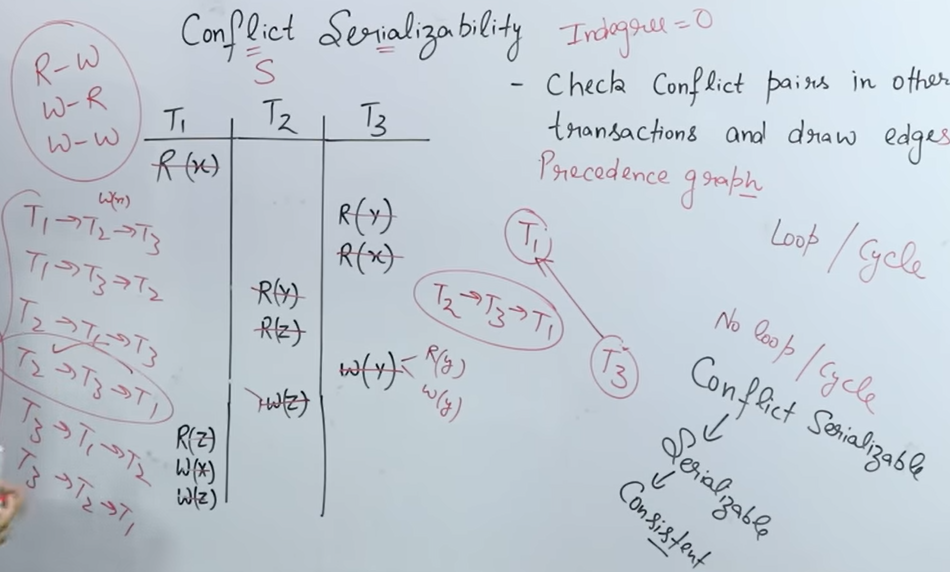 Conflict Serializability
S
Indegree = 0
- Check Conflict pairs in other
transactions and draw edges
Precedence graph
R-W
W-R
W-W
T1 T2 T3
R(x)
R(y)
R(x)
R(y)
R(z)
W(y) R(y)
W(y)
W(z)
R(z)
W(x)
W(z)
W(x)
T1→T2→T3
T1→T3→T2
T2→T1→T3
T2→T3→T1
T3→T1→T2
T3→T2→T1
T1
T2→T3→T1
T3
Loop / Cycle
No loop/Cycle
Conflict Serializable
Serializable
Consistent